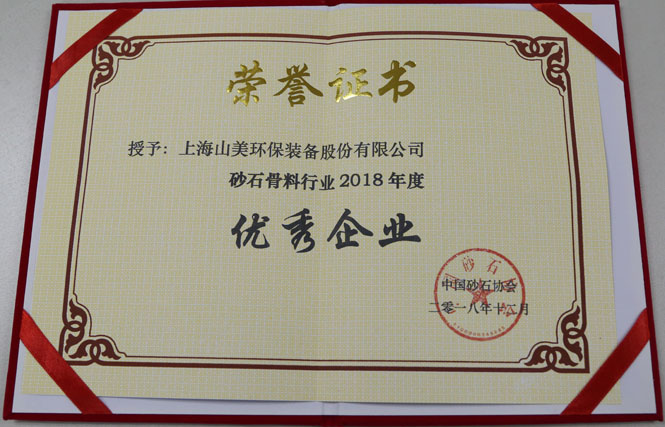 荣誉证书
授予：上海山美环保装备股份有限公司
砂石骨料行业2018年度
优秀企业
中国砂石协会
二零一八年十二月